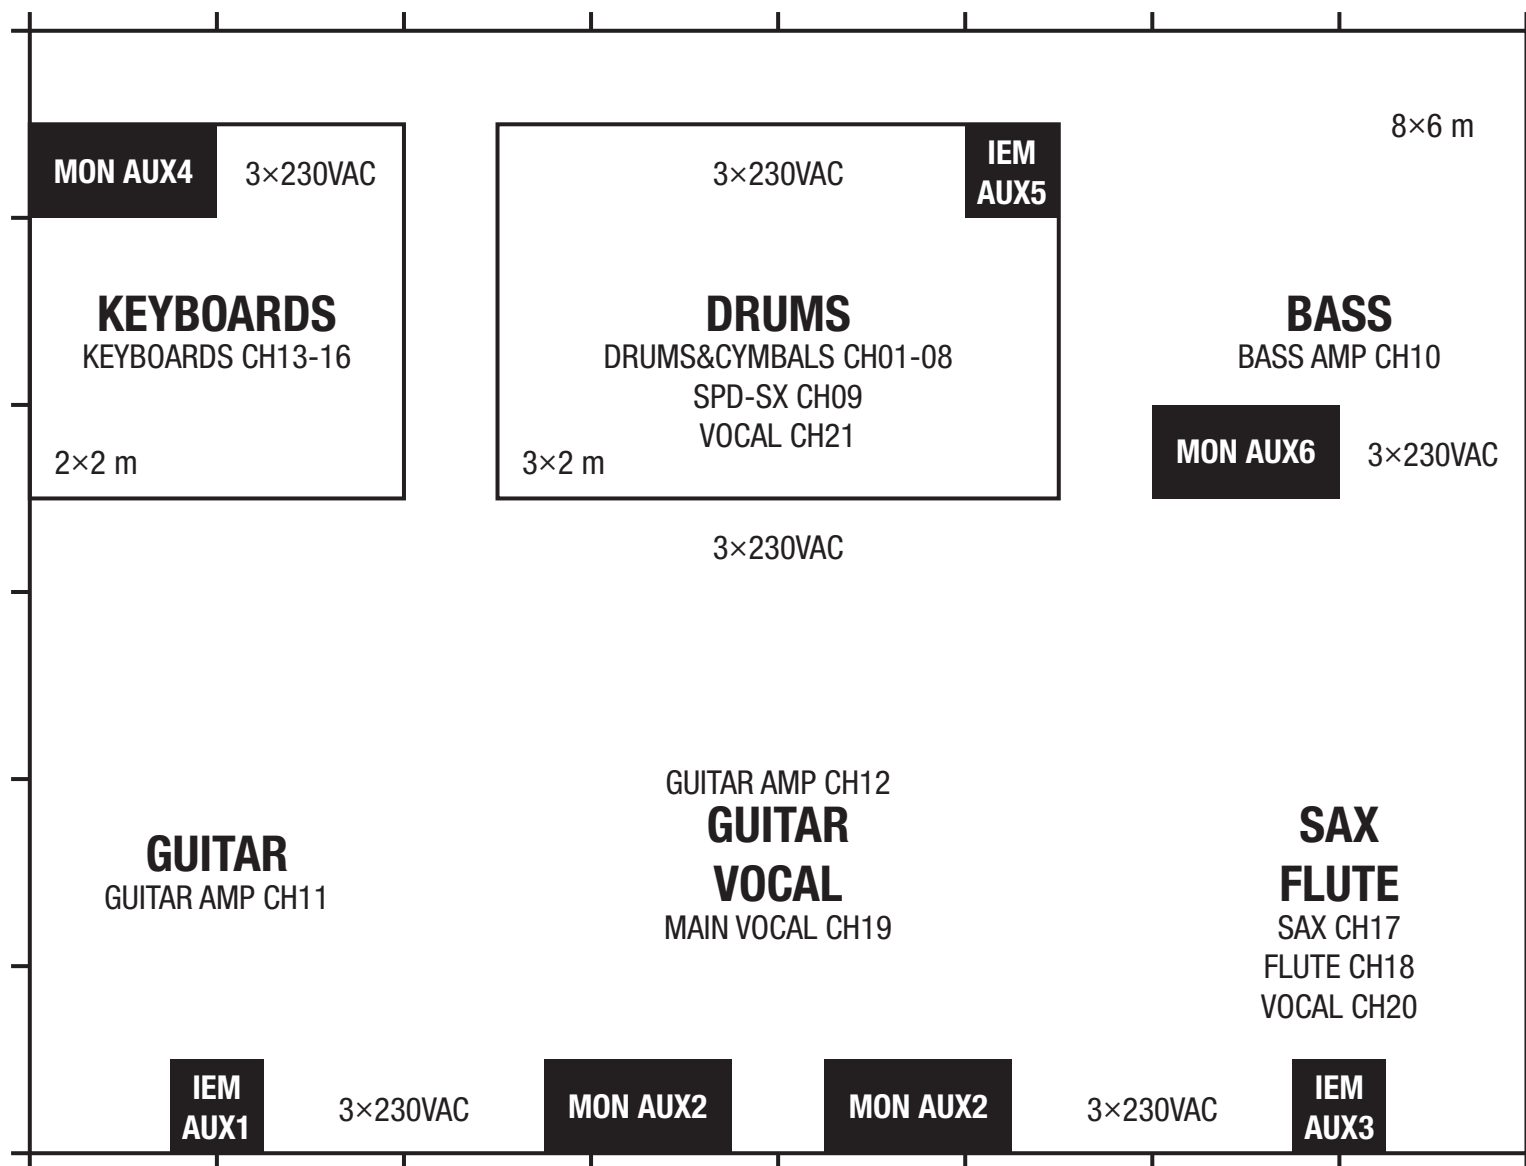 8×6 m
MON AUX4
3×230VAC
KEYBOARDS
KEYBOARDS CH13-16
2×2 m
3×230VAC
IEM
AUX5
DRUMS
DRUMS&CYMBALS CH01-08
SPD-SX CH09
VOCAL CH21
3×2 m
BASS
BASS AMP CH10
MON AUX6
3×230VAC
3×230VAC
GUITAR
GUITAR AMP CH11
GUITAR AMP CH12
GUITAR
VOCAL
MAIN VOCAL CH19
SAX
FLUTE
SAX CH17
FLUTE CH18
VOCAL CH20
IEM
AUX1
3×230VAC
MON AUX2
MON AUX2
3×230VAC
IEM
AUX3